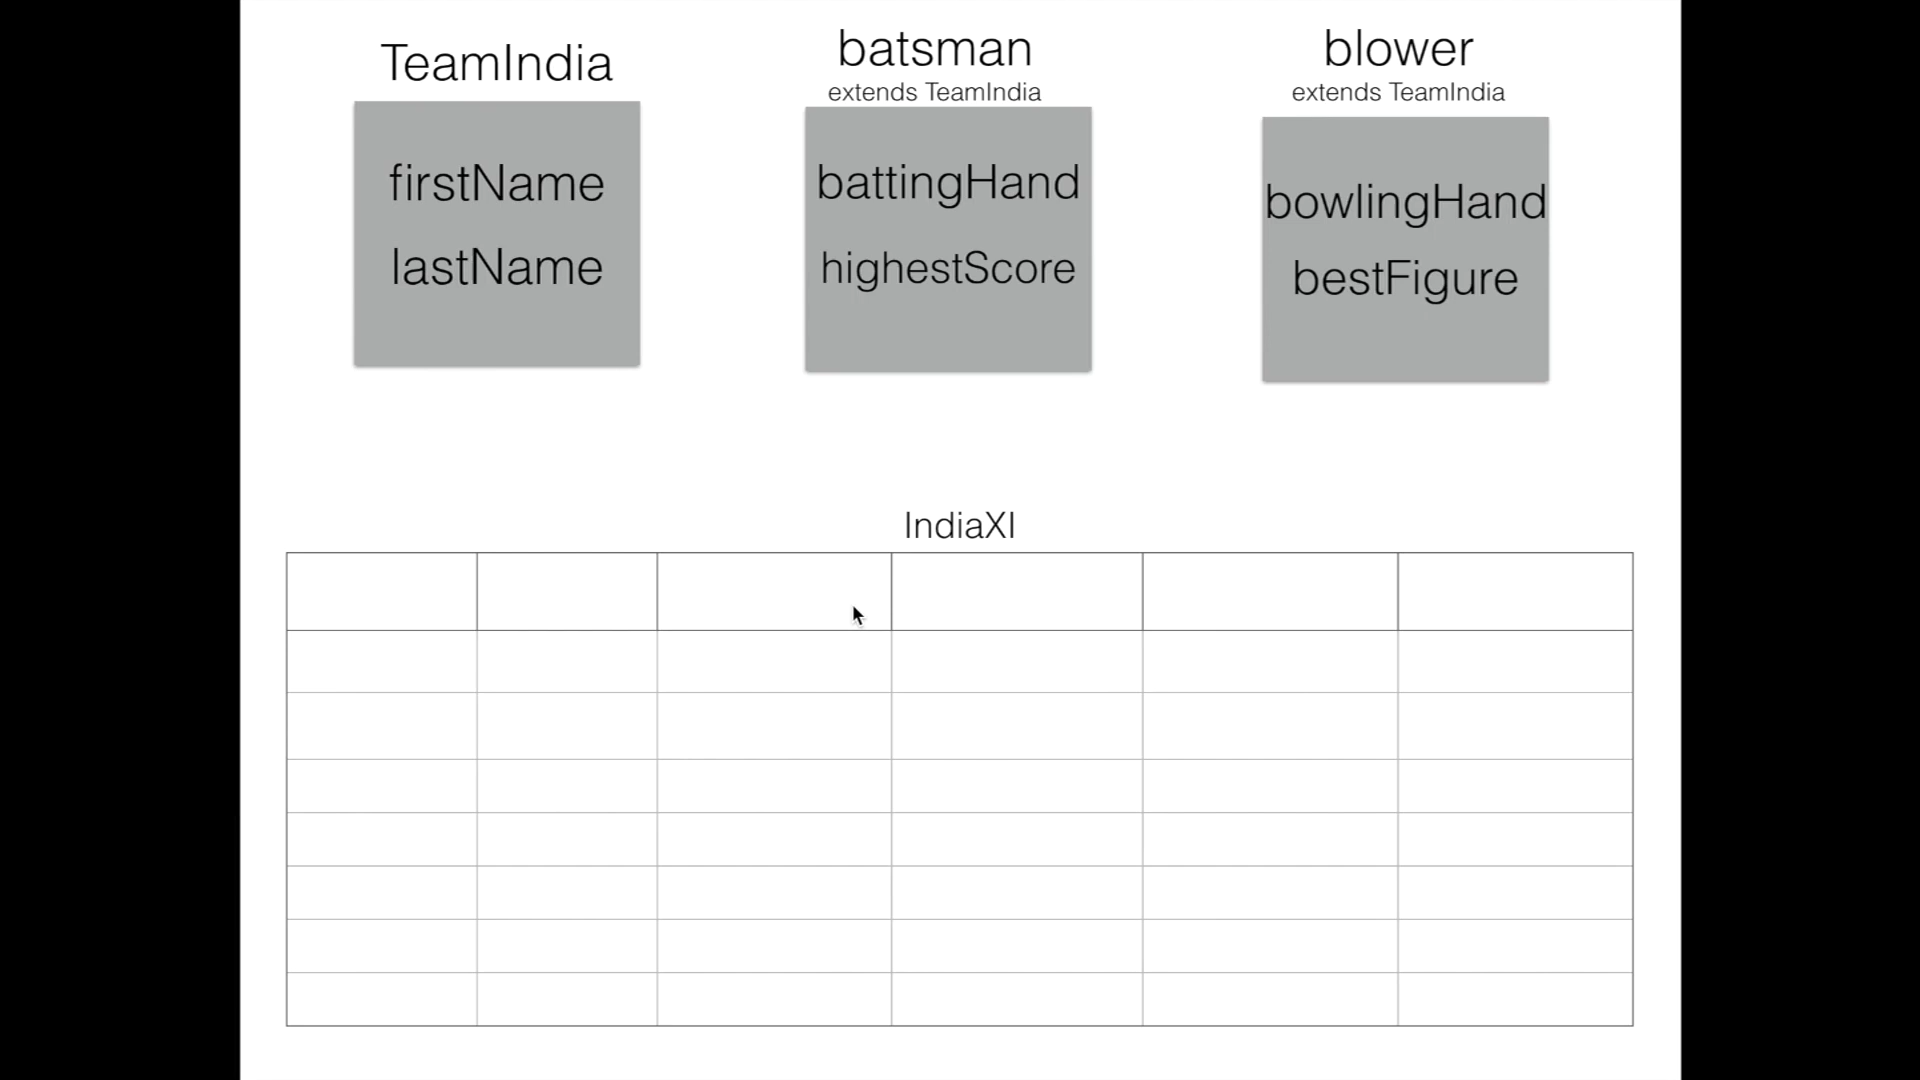 TeamIndia
firstName
lastName
batsman
extends TeamIndia
battingHand
highestScore
blower
extends TeamIndia
bowlingHand
bestFigure
IndiaXI